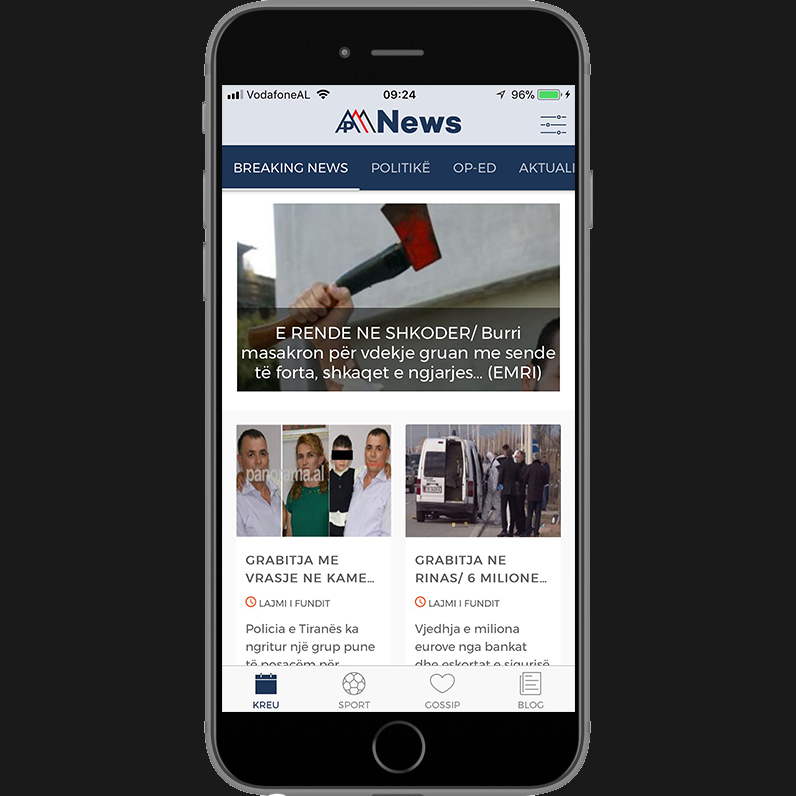 VodafoneAL 09:24 96%
APM News
BREAKING NEWS POLITIKË OP-ED AKTUALI
E RENDE NE SHKODER/ Burri
masakron për vdekje gruan me sende
të forta, shkaqet e ngjarjes... (EMRI)
panorama.al
GRABITJA ME
VRASJE NE KAME...
LAJMI I FUNDIT
Policia e Tiranës ka
ngritur një grup pune
të posaçëm për
GRABITJA NE
RINAS/ 6 MILIONE...
LAJMI I FUNDIT
Vjedhja e miliona
eurove nga bankat
dhe eskortat e sigurisë
KREU SPORT GOSSIP BLOG